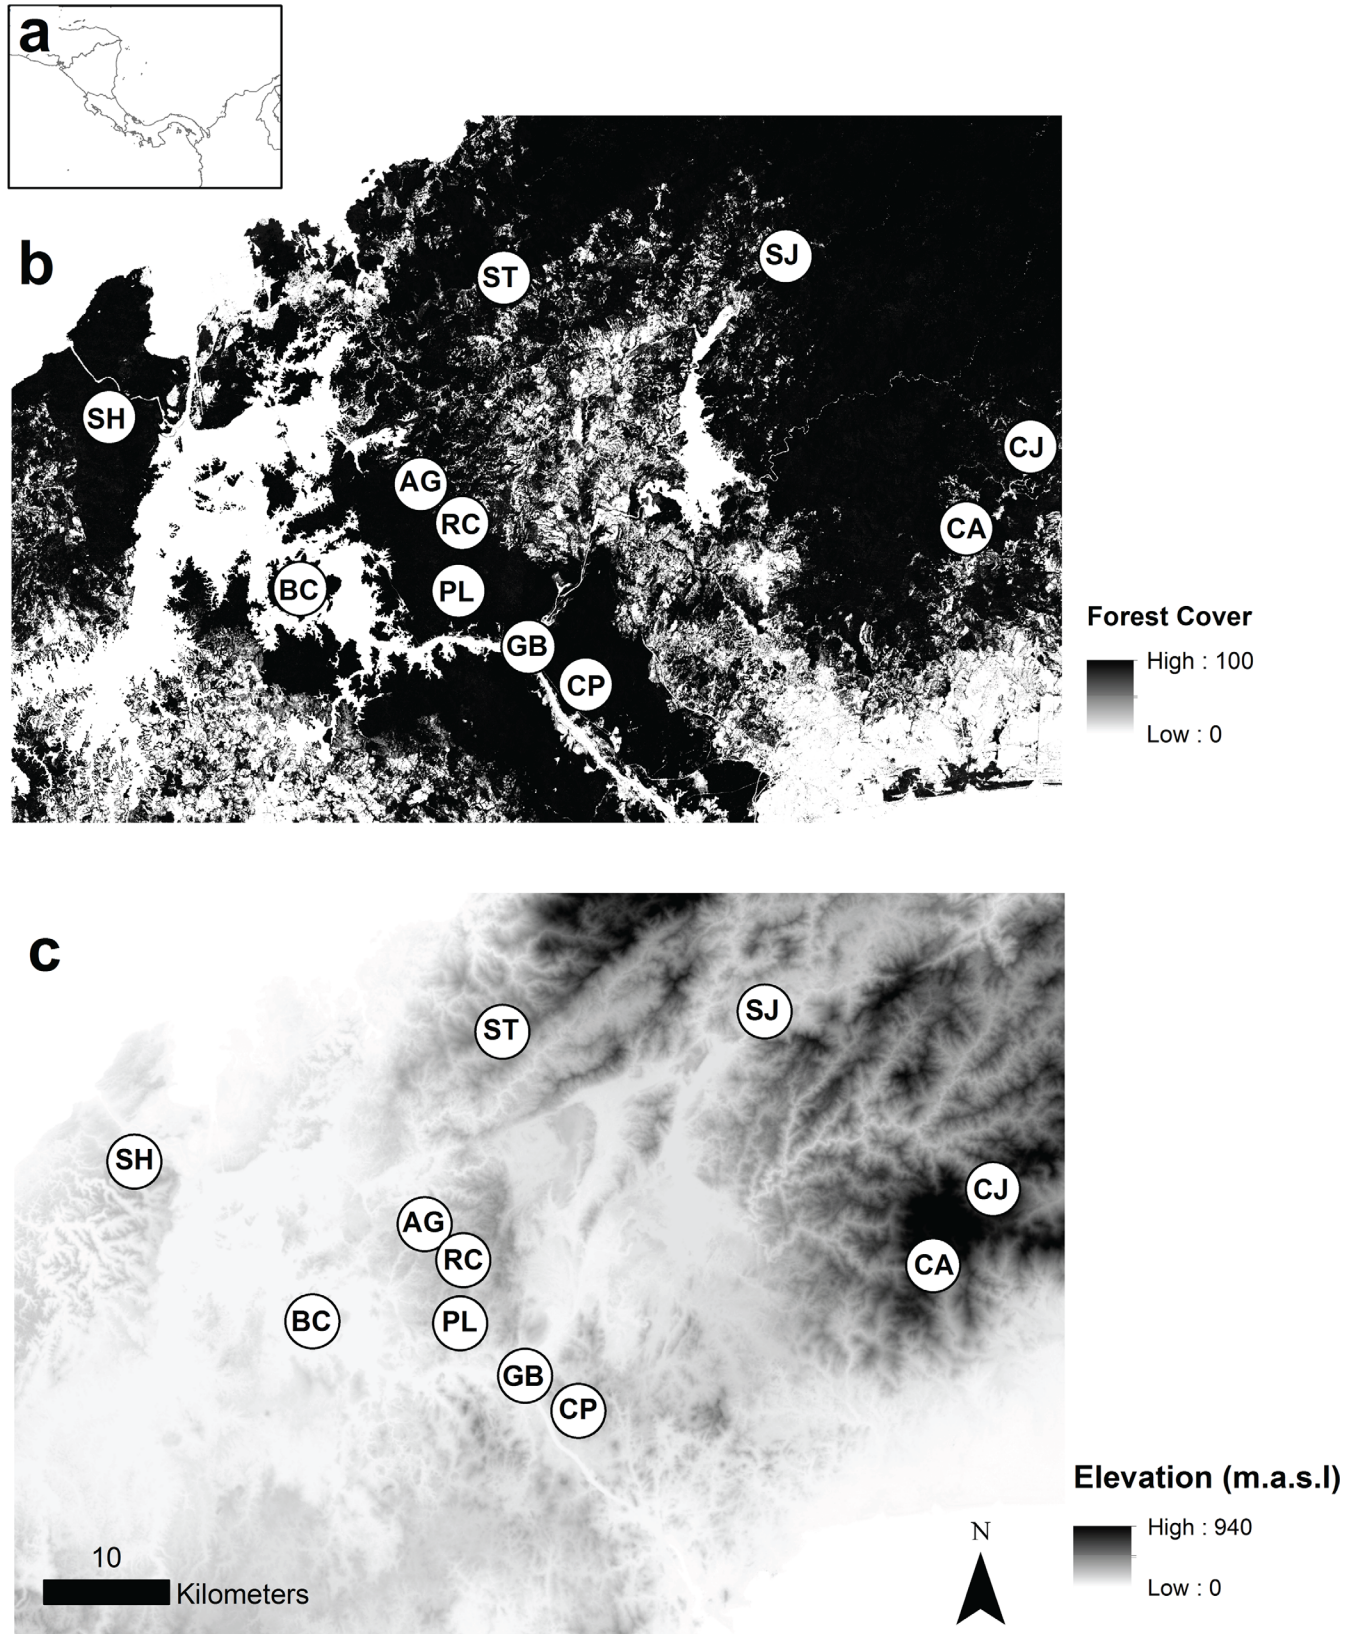 a
b
ST
SJ
SH
CJ
AG
RC
CA
BC
PL
GB
CP
Forest Cover
High : 100
Low : 0
c
ST
SJ
SH
CJ
AG
RC
CA
BC
PL
GB
CP
Elevation (m.a.s.l)
High : 940
Low : 0
N
10
Kilometers